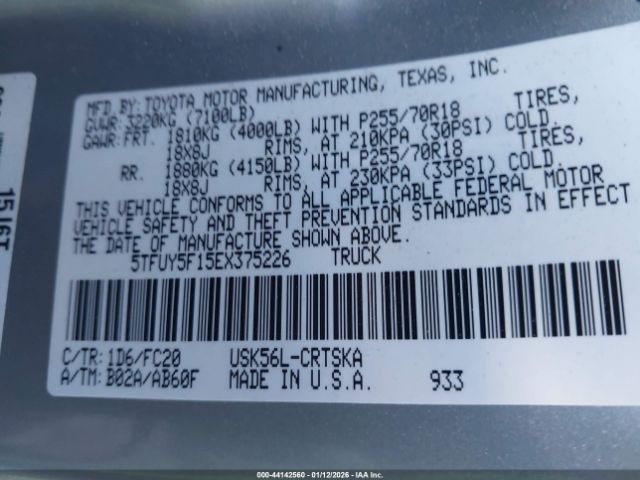 MFD BY: TOYOTA MOTOR MANUFACTURING, TEXAS, INC.
GVWR: 3220KG (7100LB)
GAWR: FRT. 1810KG (4000LB) WITH P255/70R18 TIRES,
18X8J RIMS, AT 210KPA (30PSI) COLD.
RR. 1880KG (4150LB) WITH P255/70R18 TIRES,
18X8J RIMS, AT 230KPA (33PSI) COLD.
THIS VEHICLE CONFORMS TO ALL APPLICABLE FEDERAL MOTOR
VEHICLE SAFETY AND THEFT PREVENTION STANDARDS IN EFFECT
THE DATE OF MANUFACTURE SHOWN ABOVE.
5TFUY5F15EX375226 TRUCK
C/TR: 1D6/FC20 USK56L-CRTSKA
A/TM: B02A/AB60F MADE IN U.S.A. 933
000-44142560 - 01/12/2026 - IAAI.CA